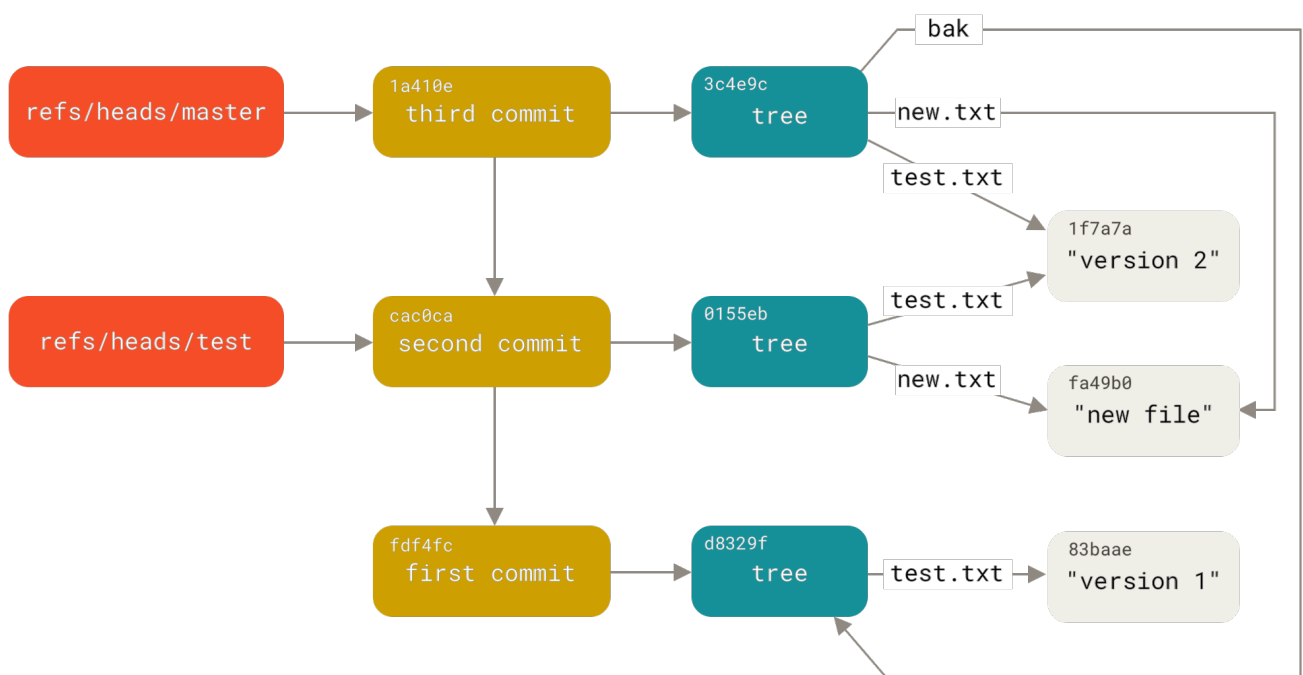 bak
refs/heads/master
1a410e
third commit
3c4e9c
tree
new.txt
test.txt
1f7a7a
"version 2"
refs/heads/test
cac0ca
second commit
0155eb
tree
test.txt
new.txt
fa49b0
"new file"
fdf4fc
first commit
d8329f
tree
test.txt
83baae
"version 1"